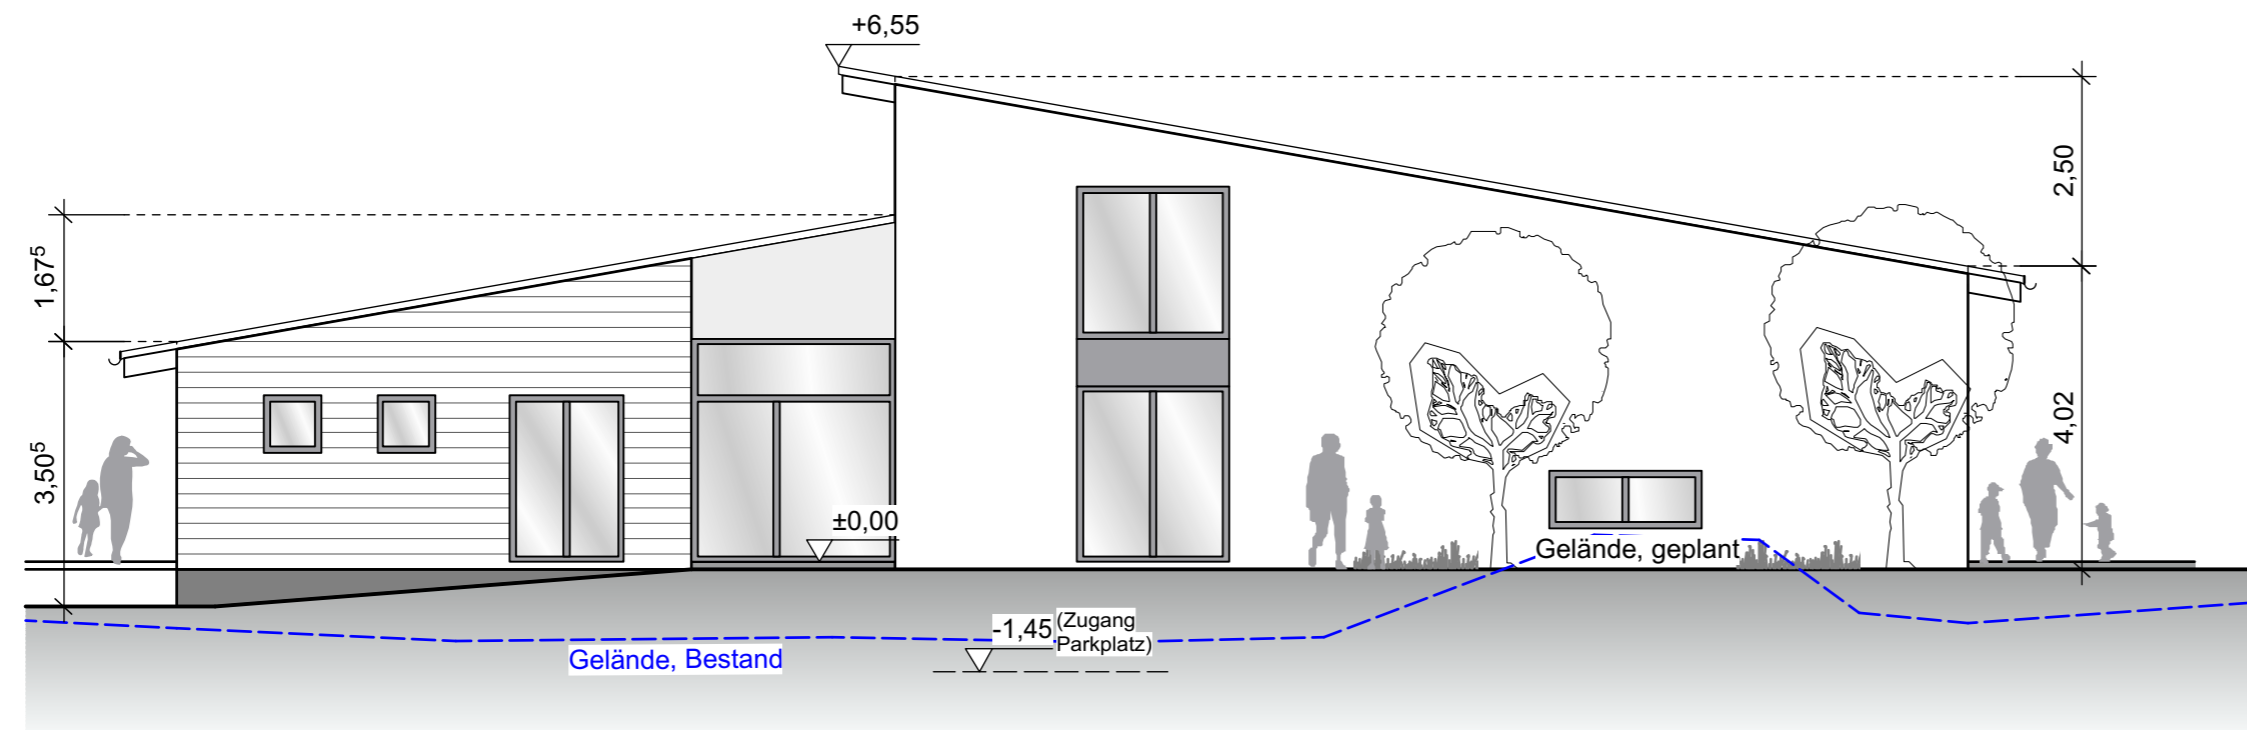 +6,55
2,50
1,67⁵
4,02
3,50⁵
±0,00
Gelände, geplant
-1,45 (Zugang
Parkplatz)
Gelände, Bestand